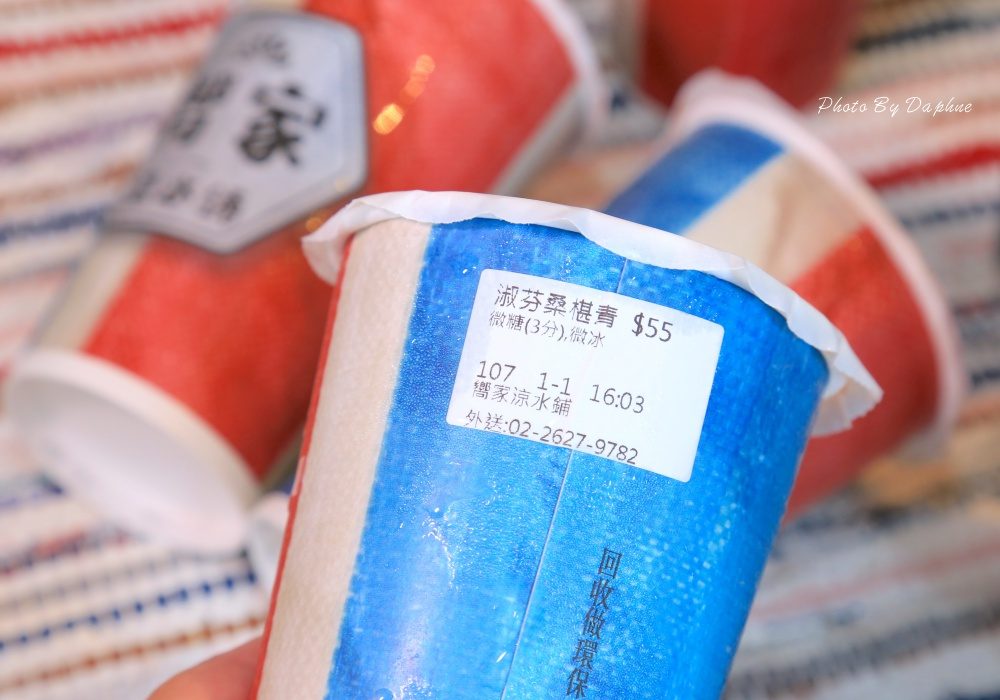 Photo By Daphne
家
淑芬桑椹青 $55
微糖(3分),微冰
107 1-1 16:03
嚮家涼水鋪
外送:02-2627-9782
回收做環保